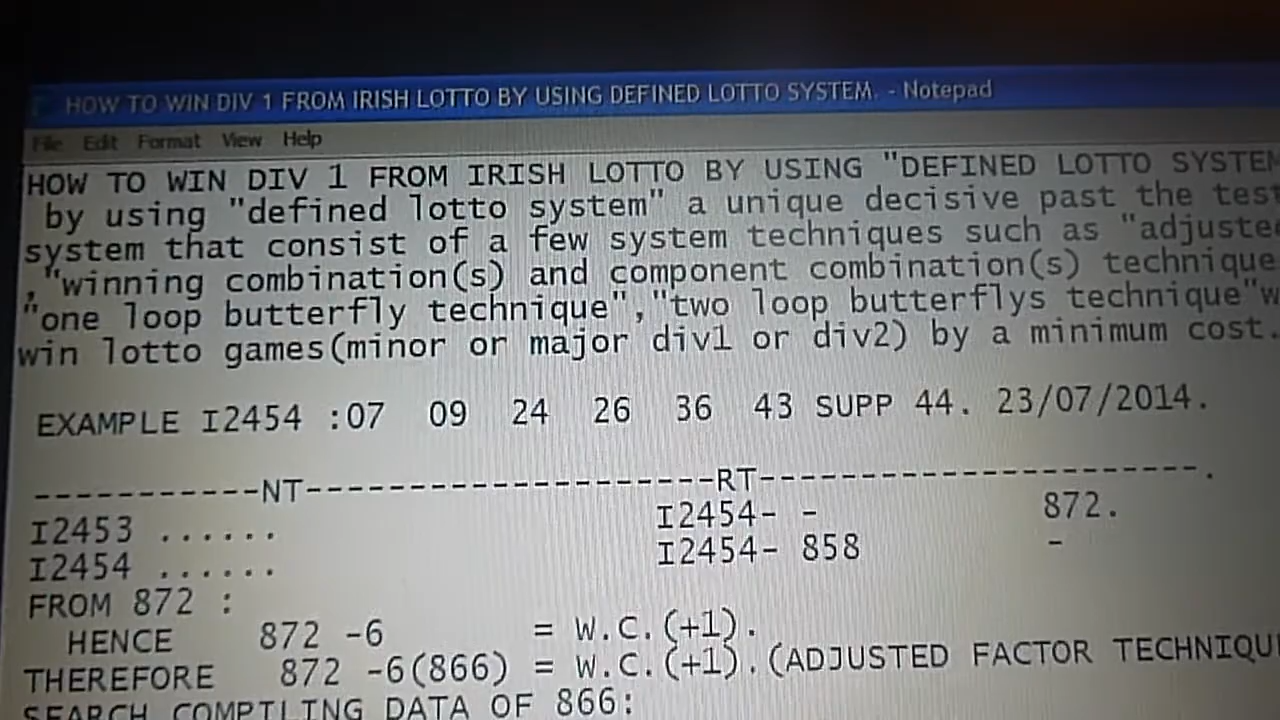 HOW TO WIN DIV 1 FROM IRISH LOTTO BY USING DEFINED LOTTO SYSTEM. - Notepad
File Edit Format View Help
HOW TO WIN DIV 1 FROM IRISH LOTTO BY USING "DEFINED LOTTO SYSTEM
by using "defined lotto system" a unique decisive past the test
system that consist of a few system techniques such as "adjuste
,"winning combination(s) and component combination(s) technique
"one loop butterfly technique","two loop butterflys technique"w
win lotto games(minor or major div1 or div2) by a minimum cost.
EXAMPLE I2454 :07 09 24 26 36 43 SUPP 44. 23/07/2014.
-----------NT--------------------RT---------------------.
I2453 ...... I2454- - 872.
I2454 ...... I2454- 858 -
FROM 872 :
HENCE 872 -6 = W.C.(+1).
THEREFORE 872 -6(866) = W.C.(+1).(ADJUSTED FACTOR TECHNIQU
SEARCH COMPILING DATA OF 866: